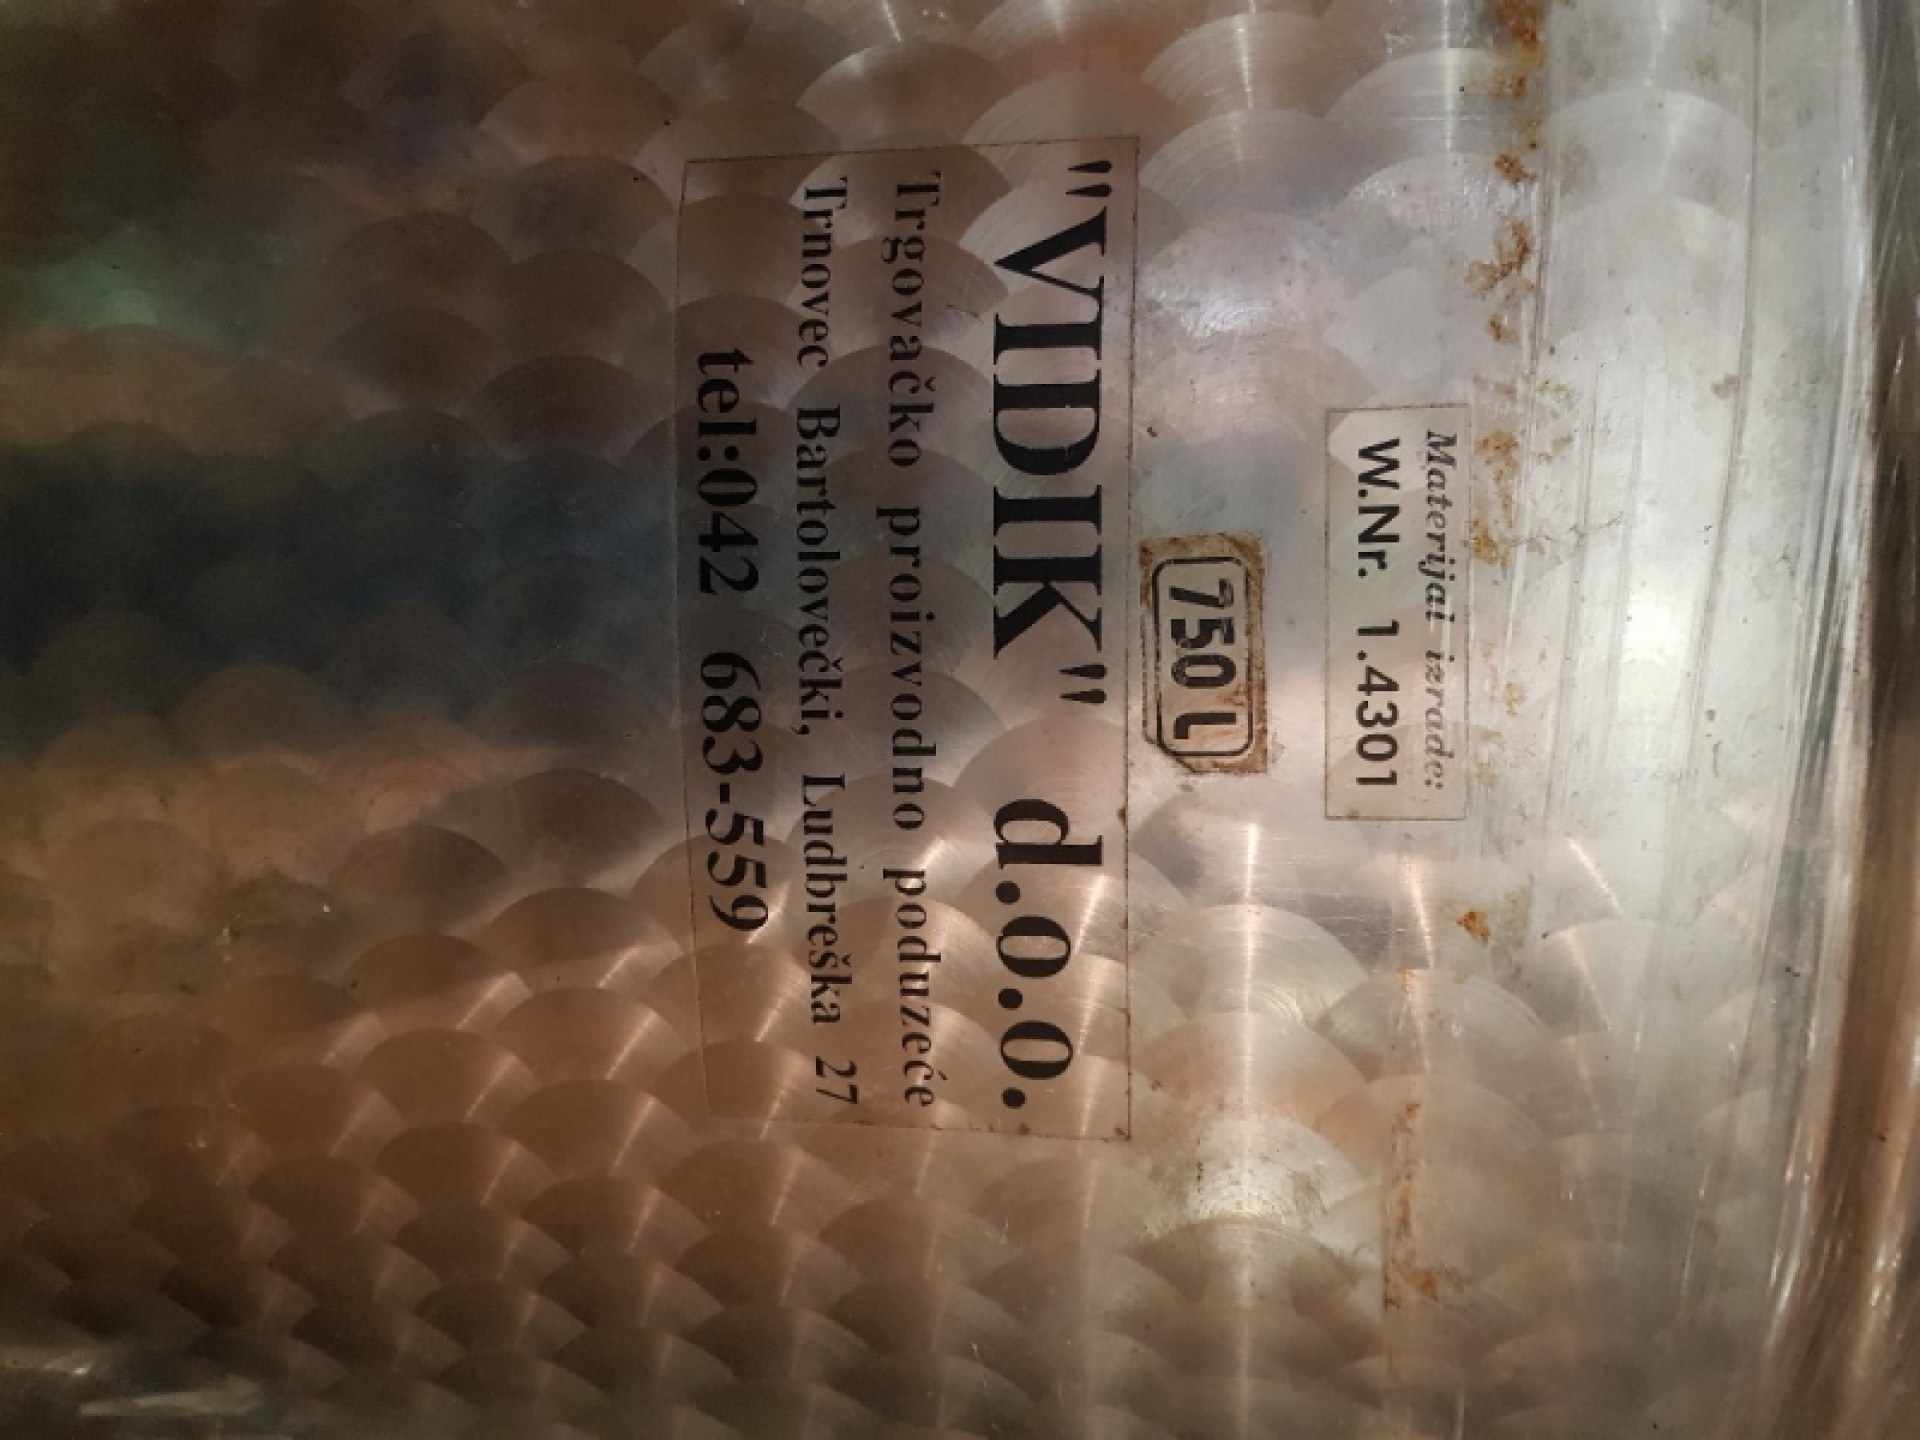 Materijal izrade:
W.Nr. 1.4301
750 L
"VIDIK" d.o.o.
Trgovačko proizvodno poduzeće
Trnovec Bartolovečki, Ludbreška 27
tel:042 683-559